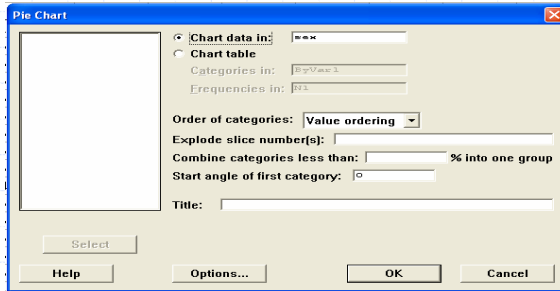 Pie Chart
Chart data in: sex
Chart table
Categories in: ByVar1
Frequencies in: N1
Order of categories: Value ordering
Explode slice number(s):
Combine categories less than: % into one group
Start angle of first category: 0
Title:
Select
Help Options... OK Cancel